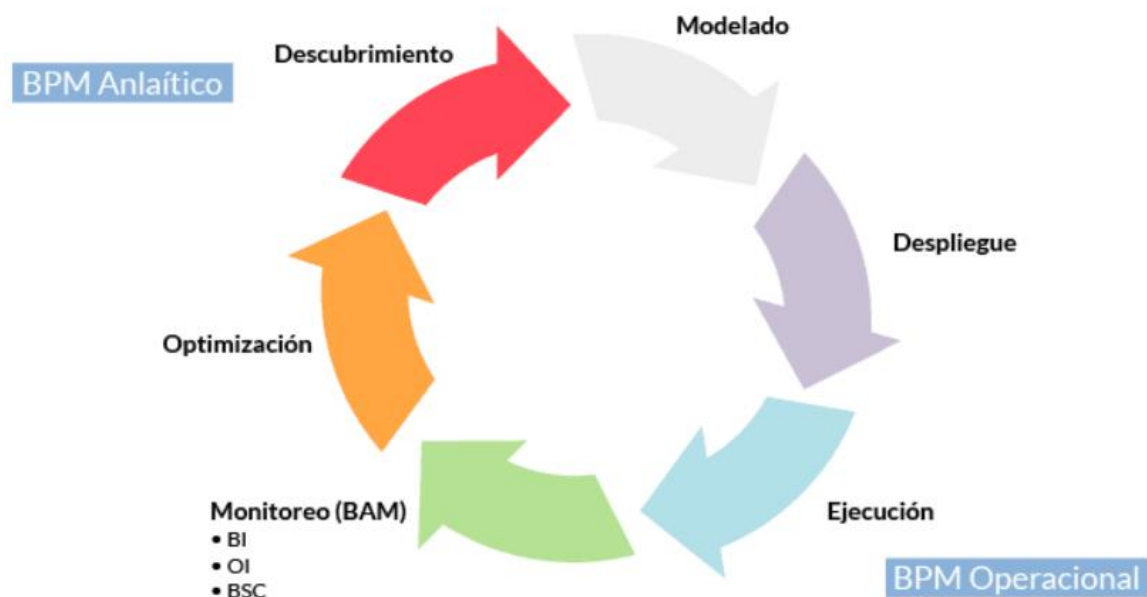 Modelado
Descubrimiento
BPM Anlaítico
Despliegue
Optimización
Monitoreo (BAM)
• BI
• OI
• BSC
Ejecución
BPM Operacional